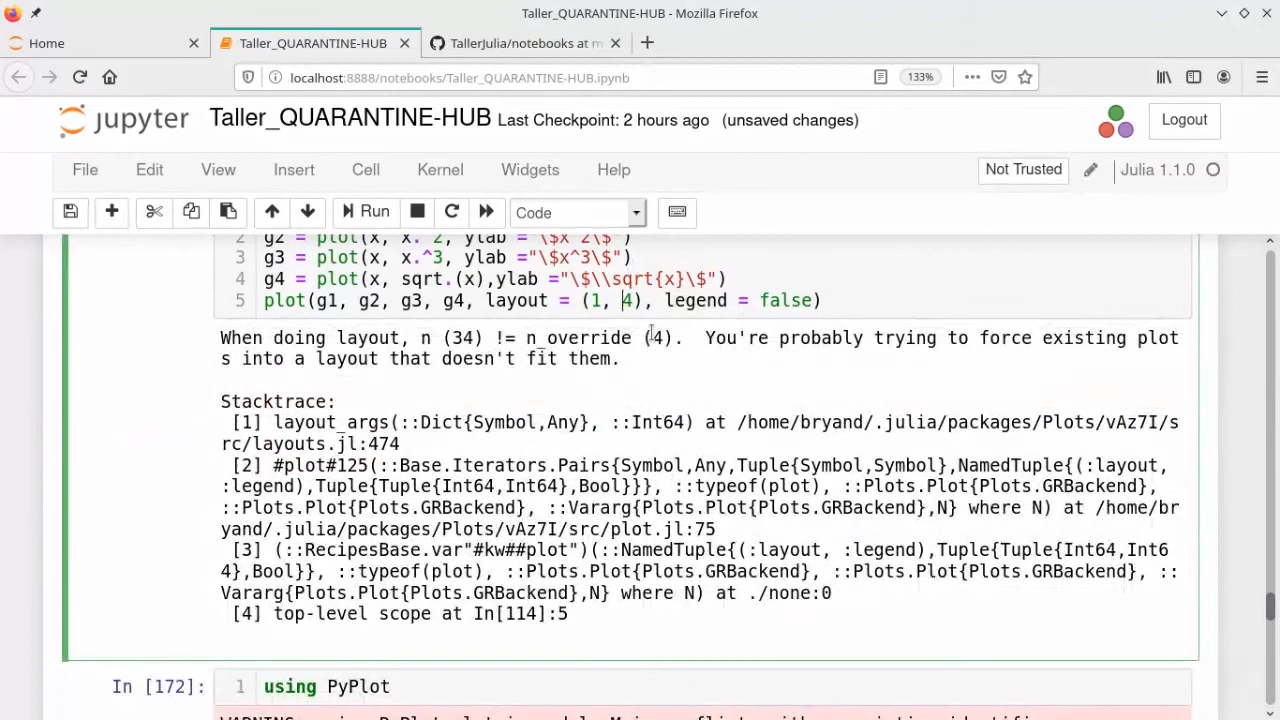 Taller_QUARANTINE-HUB - Mozilla Firefox
Home
Taller_QUARANTINE-HUB
TallerJulia/notebooks at m
localhost:8888/notebooks/Taller_QUARANTINE-HUB.ipynb
133%
jupyter Taller_QUARANTINE-HUB Last Checkpoint: 2 hours ago (unsaved changes)
Logout
File Edit View Insert Cell Kernel Widgets Help
Not Trusted
Julia 1.1.0
Run
Code
2 g2 = plot(x, x.^2, ylab ="\$x^2\$")
3 g3 = plot(x, x.^3, ylab ="\$x^3\$")
4 g4 = plot(x, sqrt.(x),ylab ="\$\\sqrt{x}\$")
5 plot(g1, g2, g3, g4, layout = (1, 4), legend = false)
When doing layout, n (34) != n_override (4).  You're probably trying to force existing plot
s into a layout that doesn't fit them.
Stacktrace:
[1] layout_args(::Dict{Symbol,Any}, ::Int64) at /home/bryand/.julia/packages/Plots/vAz7I/s
rc/layouts.jl:474
[2] #plot#125(::Base.Iterators.Pairs{Symbol,Any,Tuple{Symbol,Symbol},NamedTuple{(:layout,
:legend),Tuple{Tuple{Int64,Int64},Bool}}}, ::typeof(plot), ::Plots.Plot{Plots.GRBackend},
::Plots.Plot{Plots.GRBackend}, ::Vararg{Plots.Plot{Plots.GRBackend},N} where N) at /home/br
yand/.julia/packages/Plots/vAz7I/src/plot.jl:75
[3] (::RecipesBase.var"#kw##plot")(::NamedTuple{(:layout, :legend),Tuple{Tuple{Int64,Int6
4},Bool}}, ::typeof(plot), ::Plots.Plot{Plots.GRBackend}, ::Plots.Plot{Plots.GRBackend}, ::
Vararg{Plots.Plot{Plots.GRBackend},N} where N) at ./none:0
[4] top-level scope at In[114]:5
In [172]: 1 using PyPlot